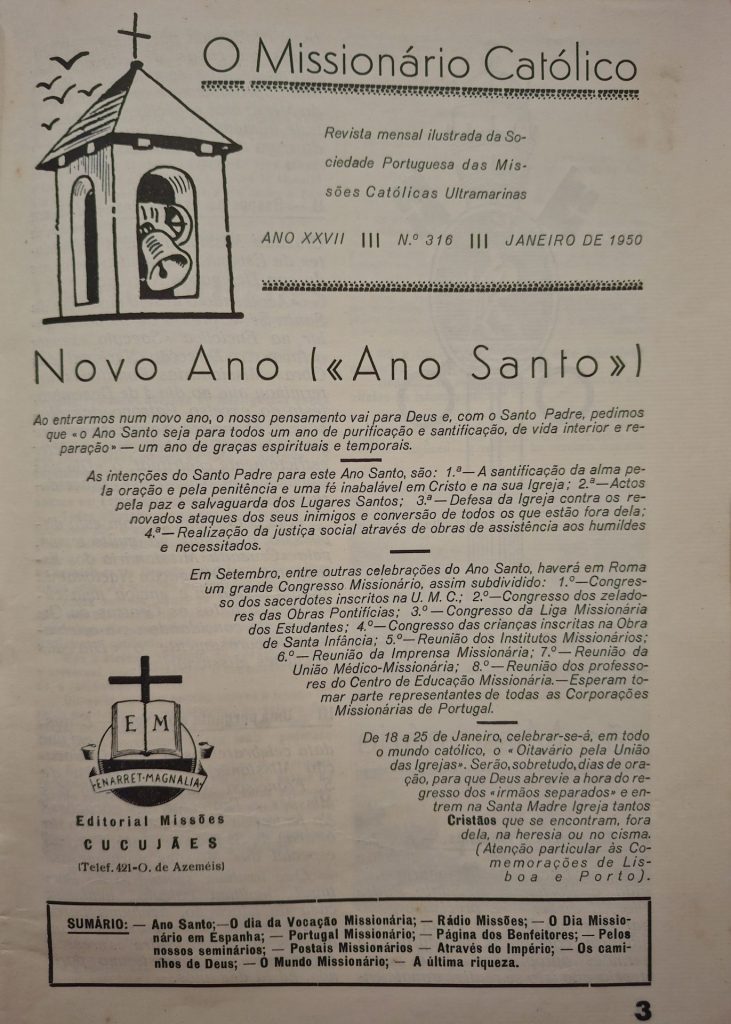 O Missionário Católico
Revista mensal ilustrada da So-
ciedade Portuguesa das Mis-
sões Católicas Ultramarinas
ANO XXVII ||| N.º 316 ||| JANEIRO DE 1950
Novo Ano («Ano Santo»)
Ao entrarmos num novo ano, o nosso pensamento vai para Deus e, com o Santo Padre, pedimos
que «o Ano Santo seja para todos um ano de purificação e santificação, de vida interior e re-
paração» — um ano de graças espirituais e temporais.
As intenções do Santo Padre para este Ano Santo, são: 1.ª — A santificação da alma pe-
la oração e pela penitência e uma fé inabalável em Cristo e na sua Igreja; 2.ª — Actos
pela paz e salvaguarda dos Lugares Santos; 3.ª — Defesa da Igreja contra os re-
novados ataques dos seus inimigos e conversão de todos os que estão fora dela;
4.ª — Realização da justiça social através de obras de assistência aos humildes
e necessitados.
Em Setembro, entre outras celebrações do Ano Santo, haverá em Roma
um grande Congresso Missionário, assim subdividido: 1.º — Congres-
so dos sacerdotes inscritos na U. M. C.; 2.º — Congresso dos zelado-
res das Obras Pontifícias; 3.º — Congresso da Liga Missionária
dos Estudantes; 4.º — Congresso das crianças inscritas na Obra
de Santa Infância; 5.º — Reunião dos Institutos Missionários;
6.º — Reunião da Imprensa Missionária; 7.º — Reunião da
União Médico-Missionária; 8.º — Reunião dos professo-
res do Centro de Educação Missionária. — Esperam to-
mar parte representantes de todas as Corporações
Missionárias de Portugal.
De 18 a 25 de Janeiro, celebrar-se-á, em todo
o mundo católico, o «Oitavário pela União
das Igrejas». Serão, sobretudo, dias de ora-
ção, para que Deus abrevie a hora do re-
gresso dos «irmãos separados» e en-
trem na Santa Madre Igreja tantos
Cristãos que se encontram, fora
dela, na heresia ou no cisma.
(Atenção particular às Co-
memorações de Lis-
boa e Porto).
E M
ENARRET·MAGNALIA
Editorial Missões
CUCUJÃES
(Telef. 421-O. de Azeméis)
SUMÁRIO: — Ano Santo; — O dia da Vocação Missionária; — Rádio Missões; — O Dia Missio-
nário em Espanha; — Portugal Missionário; — Página dos Benfeitores; — Pelos
nossos seminários; — Postais Missionários — Através do Império; — Os cami-
nhos de Deus; — O Mundo Missionário; — A última riqueza.
3